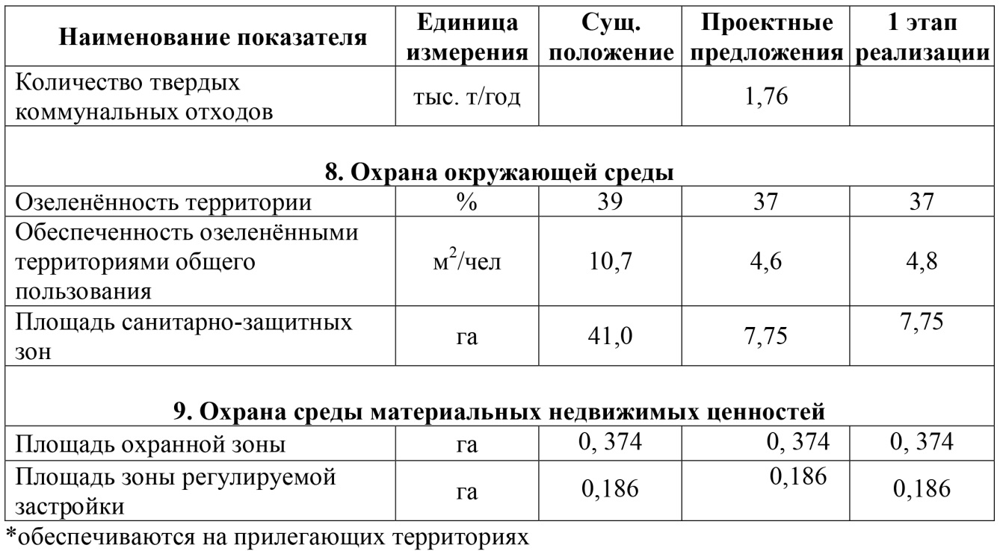 Наименование показателя Единица измерения Сущ. положение Проектные предложения 1 этап реализации
Количество твердых
коммунальных отходов тыс. т/год 1,76
8. Охрана окружающей среды
Озеленённость территории % 39 37 37
Обеспеченность озеленёнными
территориями общего м²/чел 10,7 4,6 4,8
пользования
Площадь санитарно-защитных
зон га 41,0 7,75 7,75
9. Охрана среды материальных недвижимых ценностей
Площадь охранной зоны га 0, 374 0, 374 0, 374
Площадь зоны регулируемой
застройки га 0,186 0,186 0,186
*обеспечиваются на прилегающих территориях